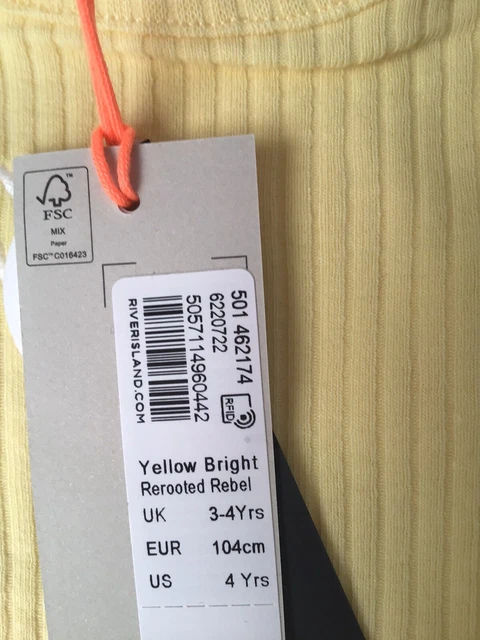 FSC™
MIX
Paper
FSC™ C016423
501 462174
6220722
5057114960442
RIVERISLAND.COM
RFID
Yellow Bright
Rerooted Rebel
UK 3-4Yrs
EUR 104cm
US 4 Yrs